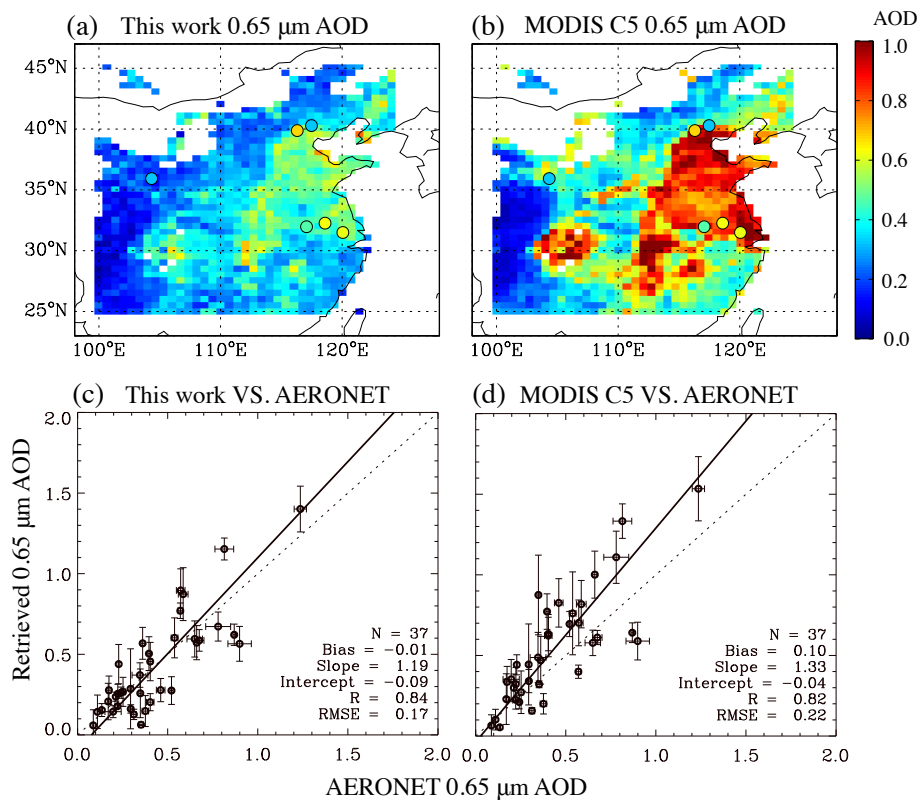 (a) This work 0.65 μm AOD
(b) MODIS C5 0.65 μm AOD
AOD
45°N
40°N
35°N
30°N
25°N
100°E 110°E 120°E
100°E 110°E 120°E
1.0
0.8
0.6
0.4
0.2
0.0
(c) This work VS. AERONET
(d) MODIS C5 VS. AERONET
Retrieved 0.65 μm AOD
2.0
1.5
1.0
0.5
0.0
N = 37
Bias = −0.01
Slope = 1.19
Intercept = −0.09
R = 0.84
RMSE = 0.17
N = 37
Bias = 0.10
Slope = 1.33
Intercept = −0.04
R = 0.82
RMSE = 0.22
0.0 0.5 1.0 1.5 2.0
0.0 0.5 1.0 1.5 2.0
AERONET 0.65 μm AOD